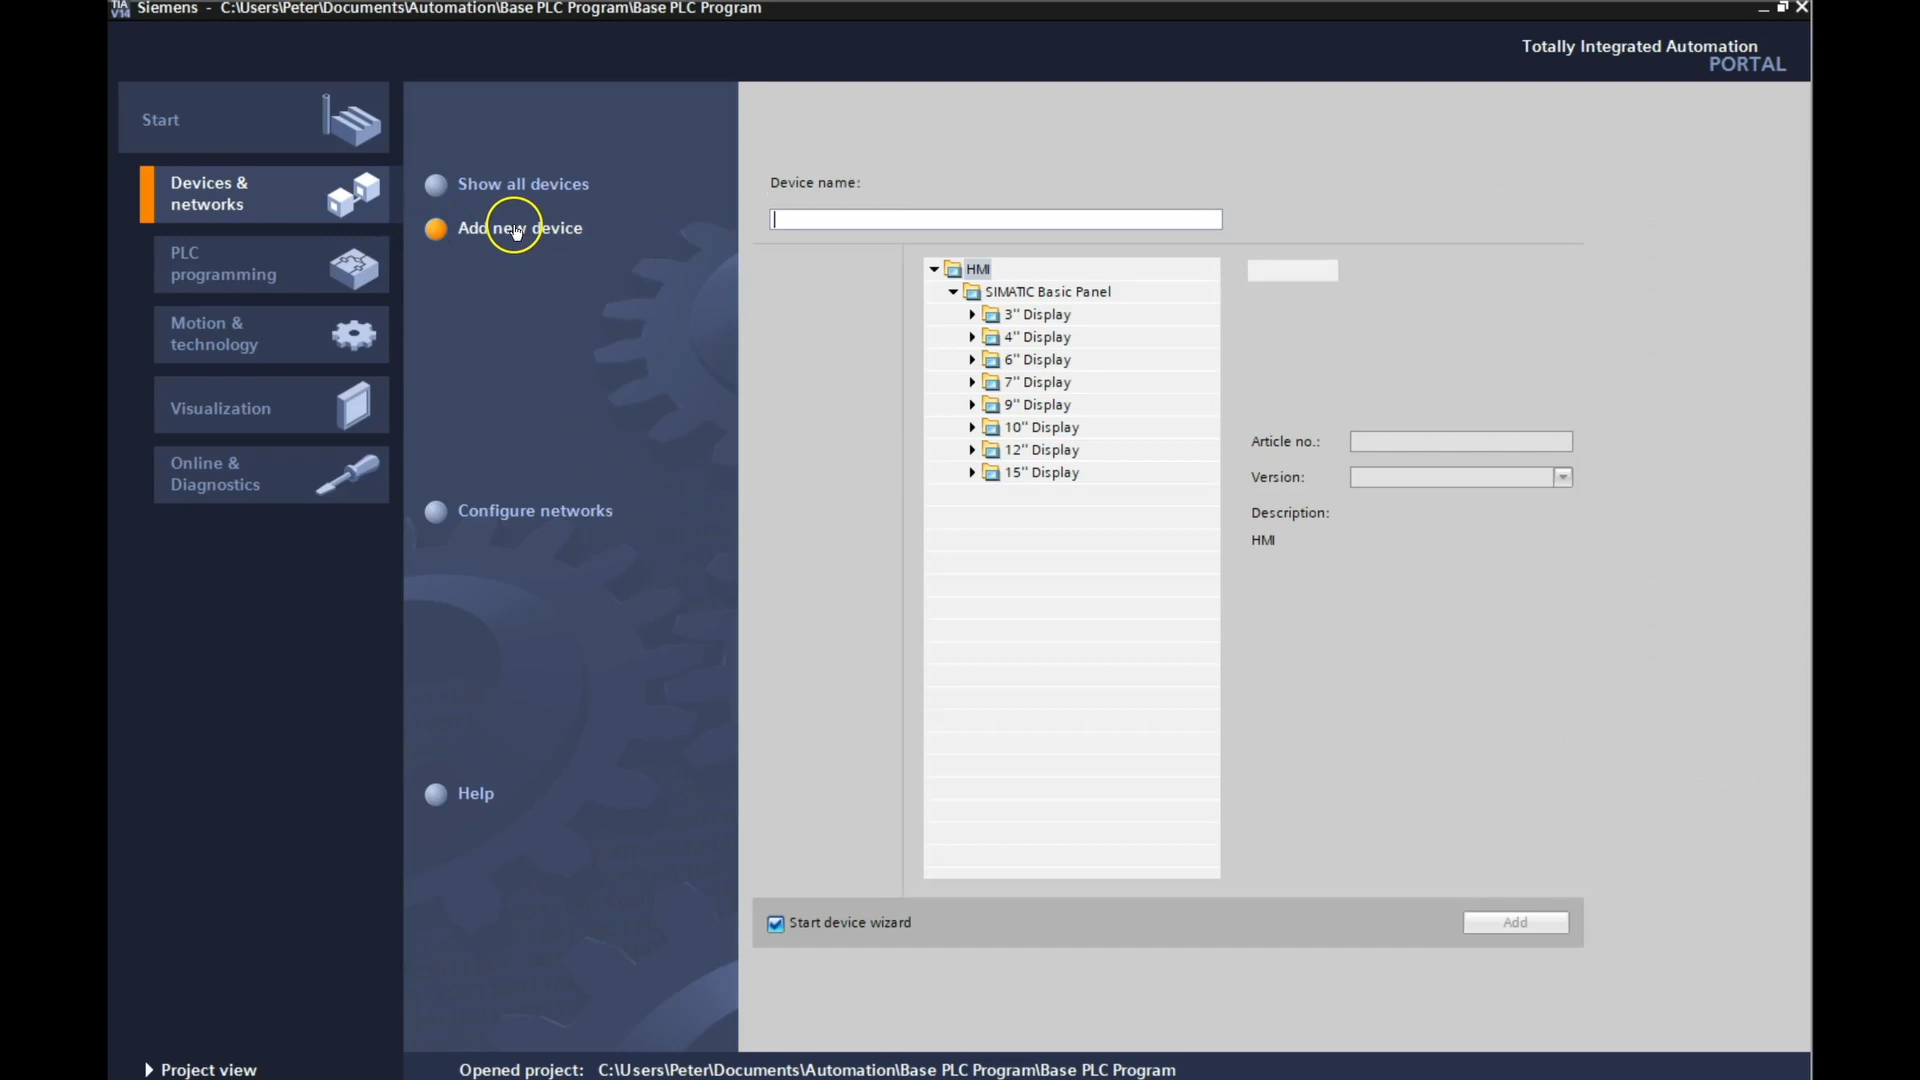 TIA V14 Siemens - C:\Users\Peter\Documents\Automation\Base PLC Program\Base PLC Program
Totally Integrated Automation
PORTAL
Start
Devices &
networks
PLC
programming
Motion &
technology
Visualization
Online &
Diagnostics
Show all devices
Add new device
Configure networks
Help
Device name:
HMI
SIMATIC Basic Panel
3" Display
4" Display
6" Display
7" Display
9" Display
10" Display
12" Display
15" Display
Article no.:
Version:
Description:
HMI
Start device wizard
Add
Project view
Opened project: C:\Users\Peter\Documents\Automation\Base PLC Program\Base PLC Program